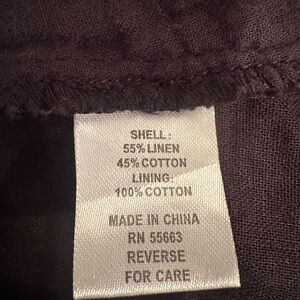 SHELL:
55% LINEN
45% COTTON
LINING:
100% COTTON
MADE IN CHINA
RN 55663
REVERSE
FOR CARE